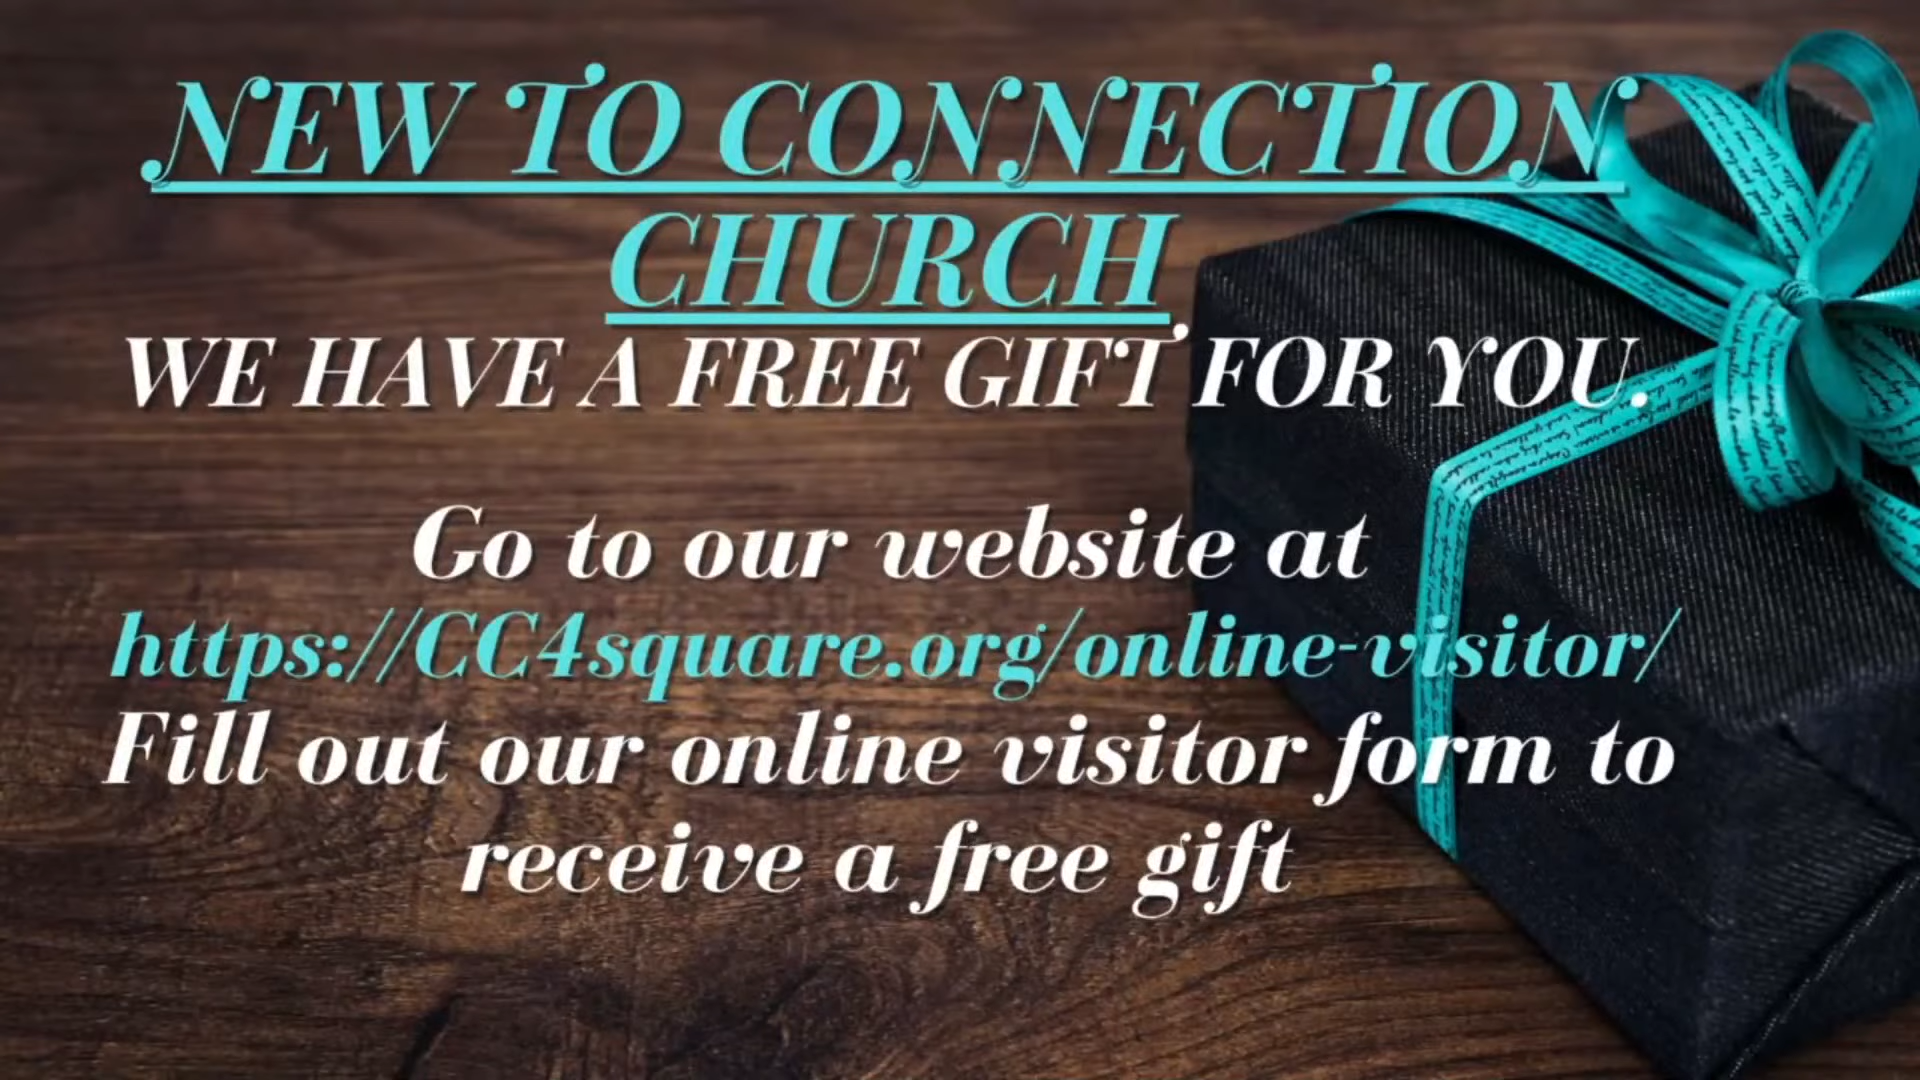 NEW TO CONNECTION
CHURCH
WE HAVE A FREE GIFT FOR YOU.
Go to our website at
https://CC4square.org/online-visitor/
Fill out our online visitor form to
receive a free gift